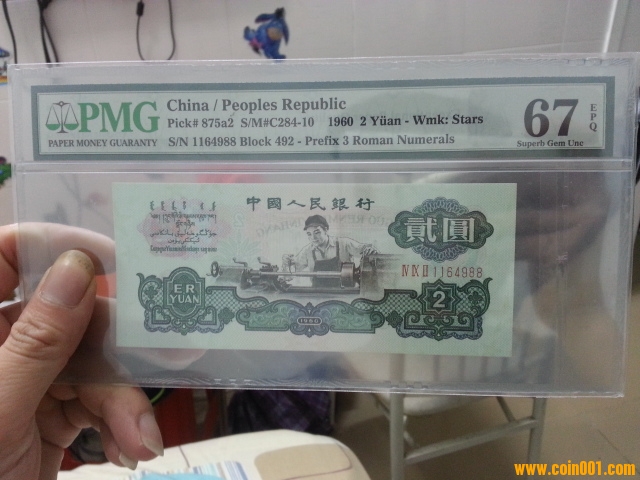 PMG
PAPER MONEY GUARANTY
China / Peoples Republic
Pick# 875a2 S/M#C284-10 1960 2 Yüan - Wmk: Stars
S/N 1164988 Block 492 - Prefix 3 Roman Numerals
67
EPQ
Superb Gem Unc
中國人民銀行
貳圓
IV IX II 1164988
ER
YUAN
1960
2
www.coin001.com